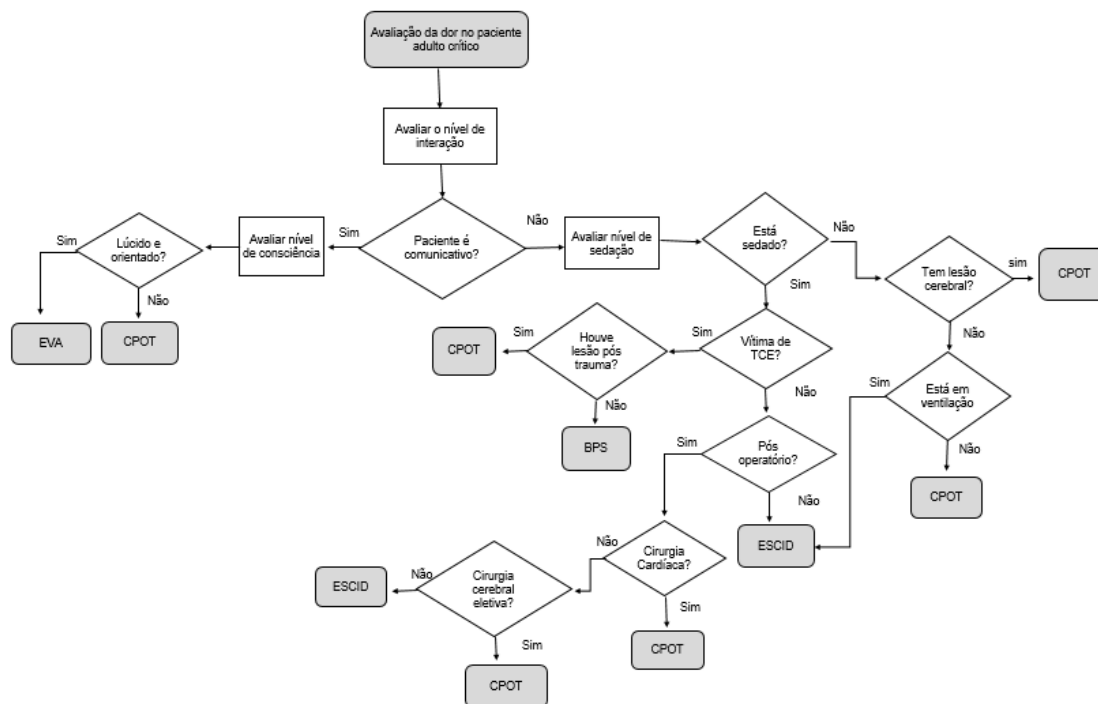 Avaliação da dor no paciente
adulto crítico
Avaliar o nível de
interação
Paciente é
comunicativo?
Sim
Não
Avaliar nível
de consciência
Lúcido e
orientado?
Sim
Não
EVA
CPOT
Avaliar nível de
sedação
Está
sedado?
Não
Sim
Tem lesão
cerebral?
sim
CPOT
Não
Está em
ventilação
Sim
Não
CPOT
Vítima de
TCE?
Sim
Não
Houve
lesão pós
trauma?
Sim
CPOT
Não
BPS
Pós
operatório?
Sim
Não
ESCID
Cirurgia
Cardíaca?
Não
Sim
CPOT
Cirurgia
cerebral
eletiva?
Não
ESCID
Sim
CPOT